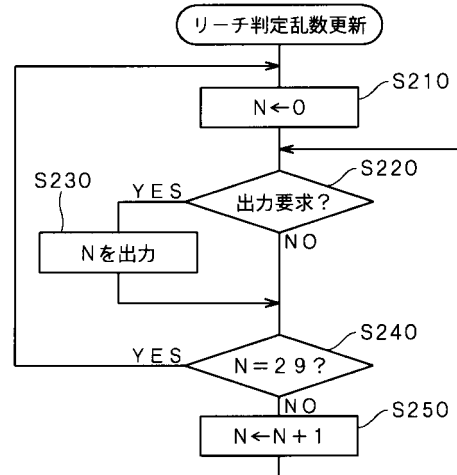 リーチ判定乱数更新
S210
N←0
S220
S230
YES
出力要求？
Nを出力
NO
S240
YES
N＝29？
NO
S250
N←N＋1